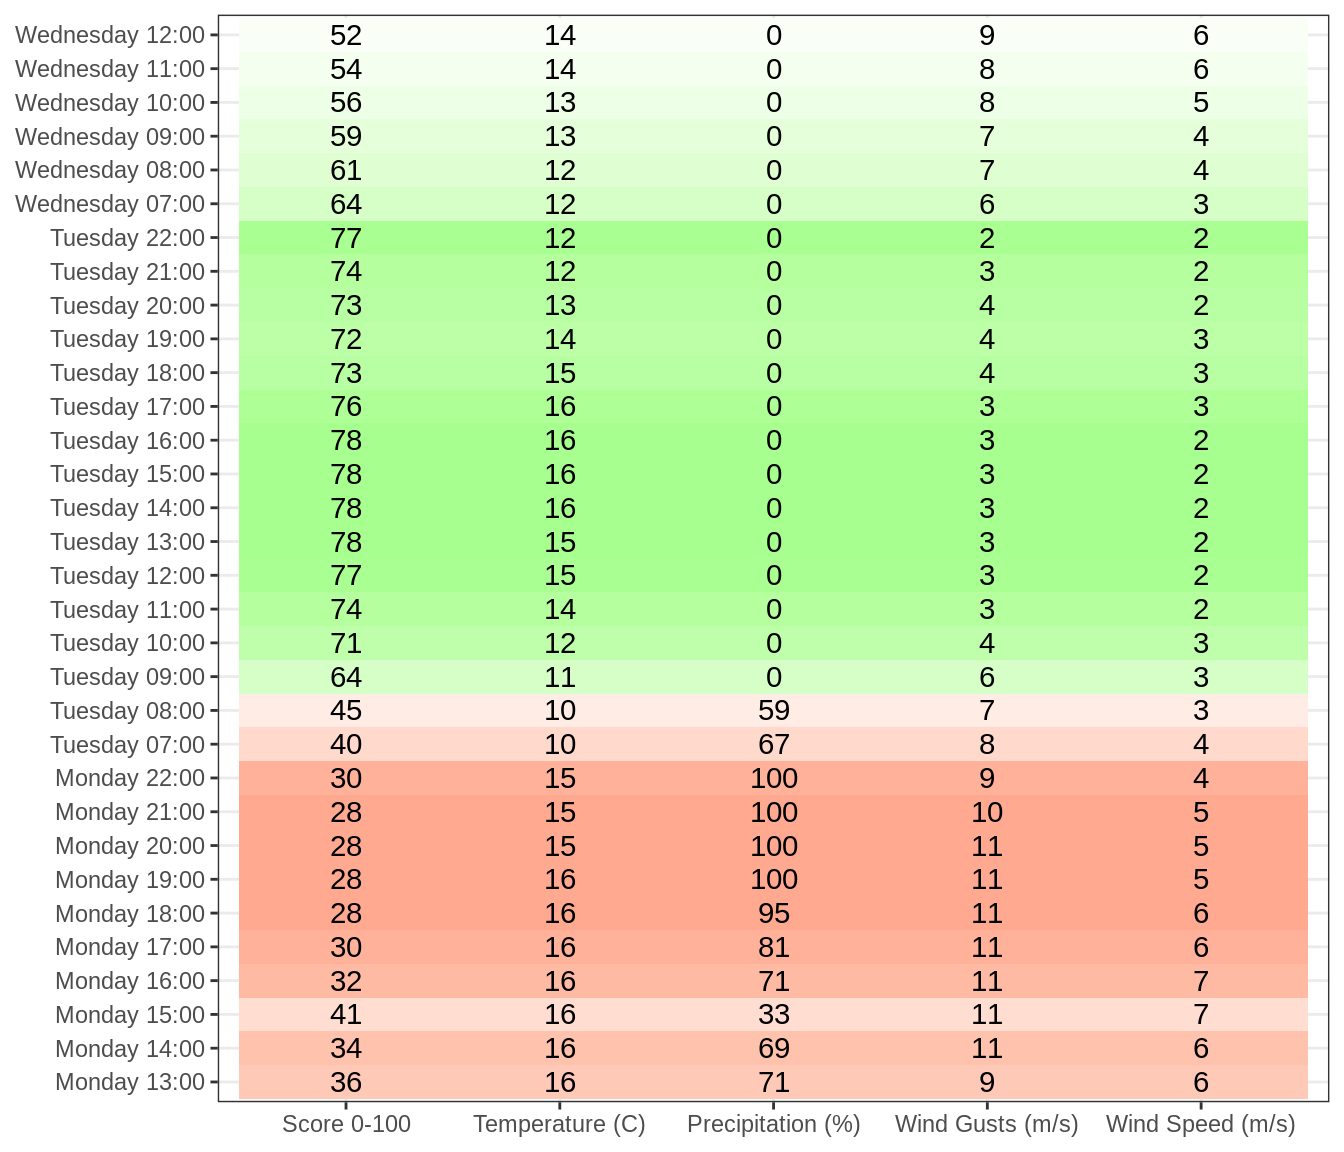 Wednesday 12:00 52 14 0 9 6
Wednesday 11:00 54 14 0 8 6
Wednesday 10:00 56 13 0 8 5
Wednesday 09:00 59 13 0 7 4
Wednesday 08:00 61 12 0 7 4
Wednesday 07:00 64 12 0 6 3
Tuesday 22:00 77 12 0 2 2
Tuesday 21:00 74 12 0 3 2
Tuesday 20:00 73 13 0 4 2
Tuesday 19:00 72 14 0 4 3
Tuesday 18:00 73 15 0 4 3
Tuesday 17:00 76 16 0 3 3
Tuesday 16:00 78 16 0 3 2
Tuesday 15:00 78 16 0 3 2
Tuesday 14:00 78 16 0 3 2
Tuesday 13:00 78 15 0 3 2
Tuesday 12:00 77 15 0 3 2
Tuesday 11:00 74 14 0 3 2
Tuesday 10:00 71 12 0 4 3
Tuesday 09:00 64 11 0 6 3
Tuesday 08:00 45 10 59 7 3
Tuesday 07:00 40 10 67 8 4
Monday 22:00 30 15 100 9 4
Monday 21:00 28 15 100 10 5
Monday 20:00 28 15 100 11 5
Monday 19:00 28 16 100 11 5
Monday 18:00 28 16 95 11 6
Monday 17:00 30 16 81 11 6
Monday 16:00 32 16 71 11 7
Monday 15:00 41 16 33 11 7
Monday 14:00 34 16 69 11 6
Monday 13:00 36 16 71 9 6
Score 0-100 Temperature (C) Precipitation (%) Wind Gusts (m/s) Wind Speed (m/s)